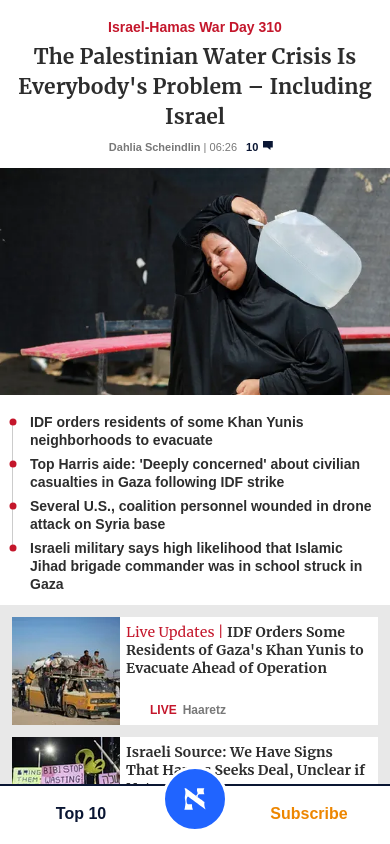 Israel-Hamas War Day 310
The Palestinian Water Crisis Is
Everybody's Problem – Including
Israel
Dahlia Scheindlin | 06:26 10
IDF orders residents of some Khan Yunis
neighborhoods to evacuate
Top Harris aide: 'Deeply concerned' about civilian
casualties in Gaza following IDF strike
Several U.S., coalition personnel wounded in drone
attack on Syria base
Israeli military says high likelihood that Islamic
Jihad brigade commander was in school struck in
Gaza
Live Updates | IDF Orders Some
Residents of Gaza's Khan Yunis to
Evacuate Ahead of Operation
LIVE Haaretz
BRING
THEM
BIBI STOP
LASTING
Israeli Source: We Have Signs
That Seeks Deal, Unclear if
Top 10
Subscribe